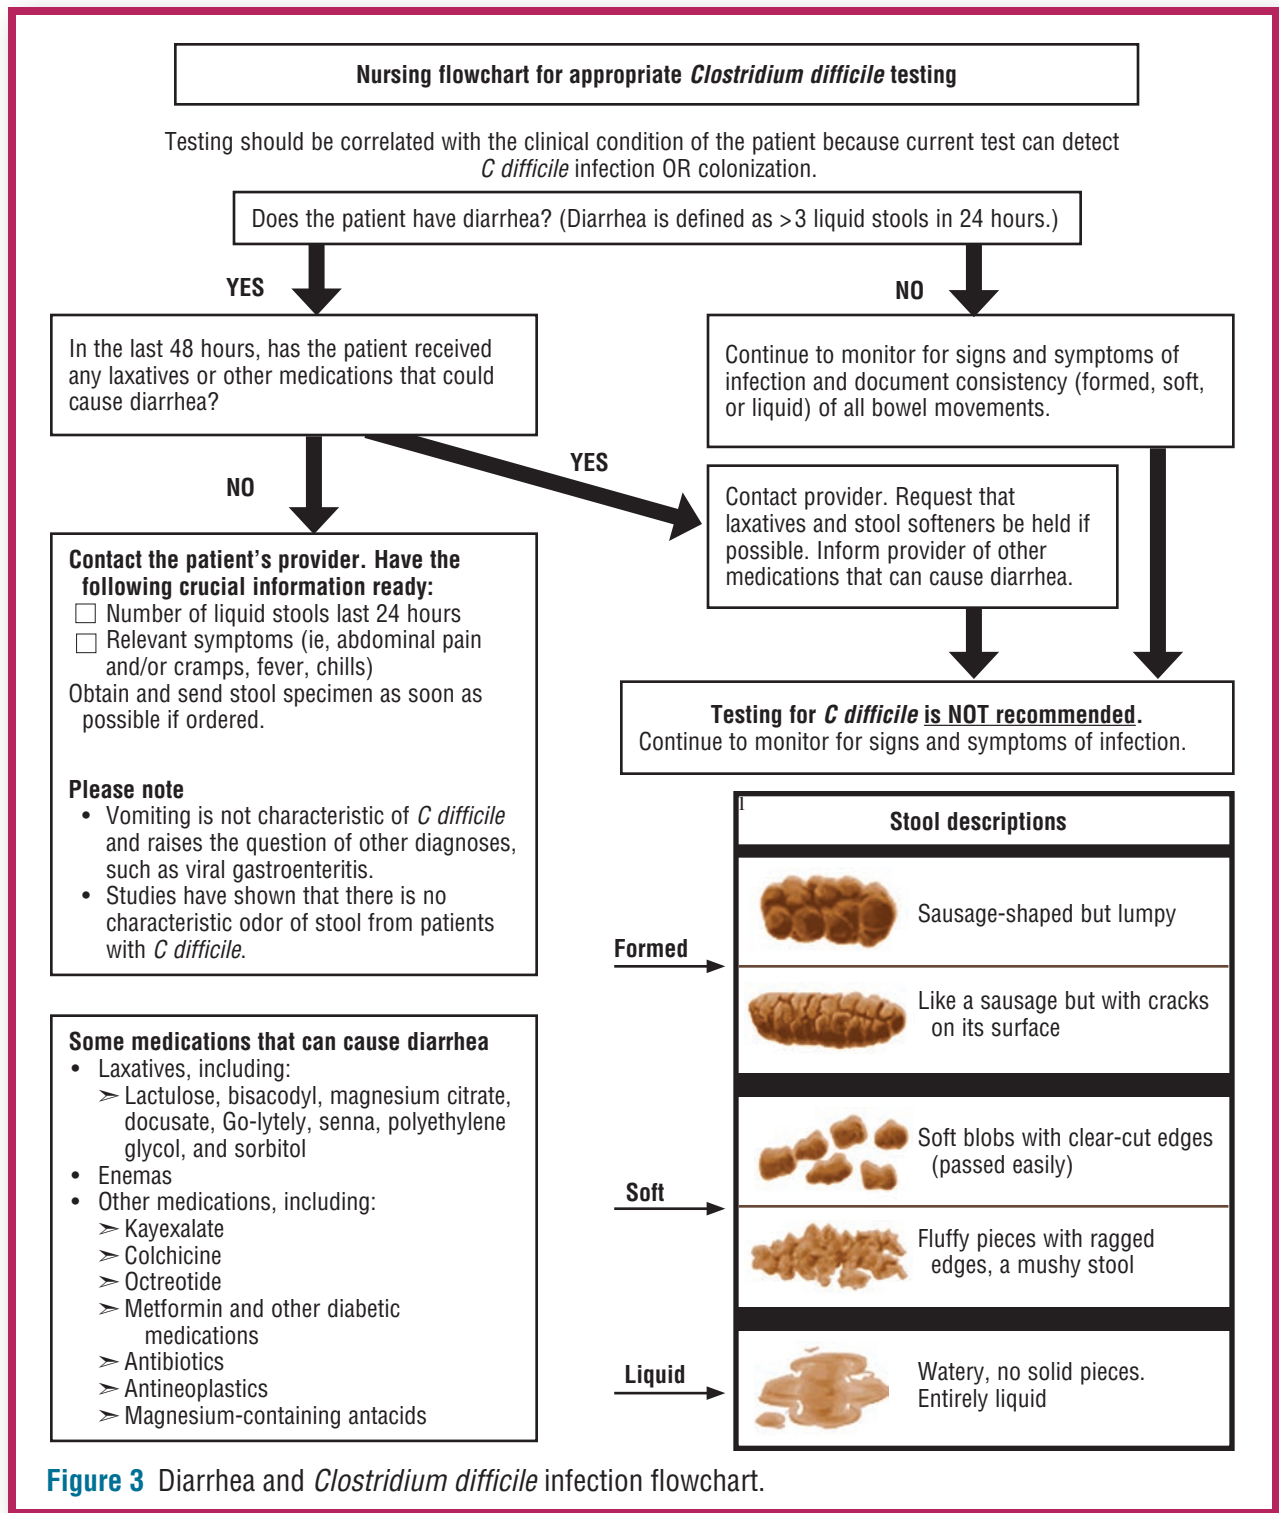 Nursing flowchart for appropriate Clostridium difficile testing
Testing should be correlated with the clinical condition of the patient because current test can detect
C difficile infection OR colonization.
Does the patient have diarrhea? (Diarrhea is defined as >3 liquid stools in 24 hours.)
YES
NO
In the last 48 hours, has the patient received
any laxatives or other medications that could
cause diarrhea?
Continue to monitor for signs and symptoms of
infection and document consistency (formed, soft,
or liquid) of all bowel movements.
NO
YES
Contact provider. Request that
laxatives and stool softeners be held if
possible. Inform provider of other
medications that can cause diarrhea.
Contact the patient’s provider. Have the
following crucial information ready:
☐ Number of liquid stools last 24 hours
☐ Relevant symptoms (ie, abdominal pain
and/or cramps, fever, chills)
Obtain and send stool specimen as soon as
possible if ordered.
Please note
• Vomiting is not characteristic of C difficile
and raises the question of other diagnoses,
such as viral gastroenteritis.
• Studies have shown that there is no
characteristic odor of stool from patients
with C difficile.
Testing for C difficile is NOT recommended.
Continue to monitor for signs and symptoms of infection.
l
Stool descriptions
Formed
Sausage-shaped but lumpy
Like a sausage but with cracks
on its surface
Soft
Soft blobs with clear-cut edges
(passed easily)
Fluffy pieces with ragged
edges, a mushy stool
Liquid
Watery, no solid pieces.
Entirely liquid
Some medications that can cause diarrhea
• Laxatives, including:
➣ Lactulose, bisacodyl, magnesium citrate,
docusate, Go-lytely, senna, polyethylene
glycol, and sorbitol
• Enemas
• Other medications, including:
➣ Kayexalate
➣ Colchicine
➣ Octreotide
➣ Metformin and other diabetic
medications
➣ Antibiotics
➣ Antineoplastics
➣ Magnesium-containing antacids
Figure 3 Diarrhea and Clostridium difficile infection flowchart.